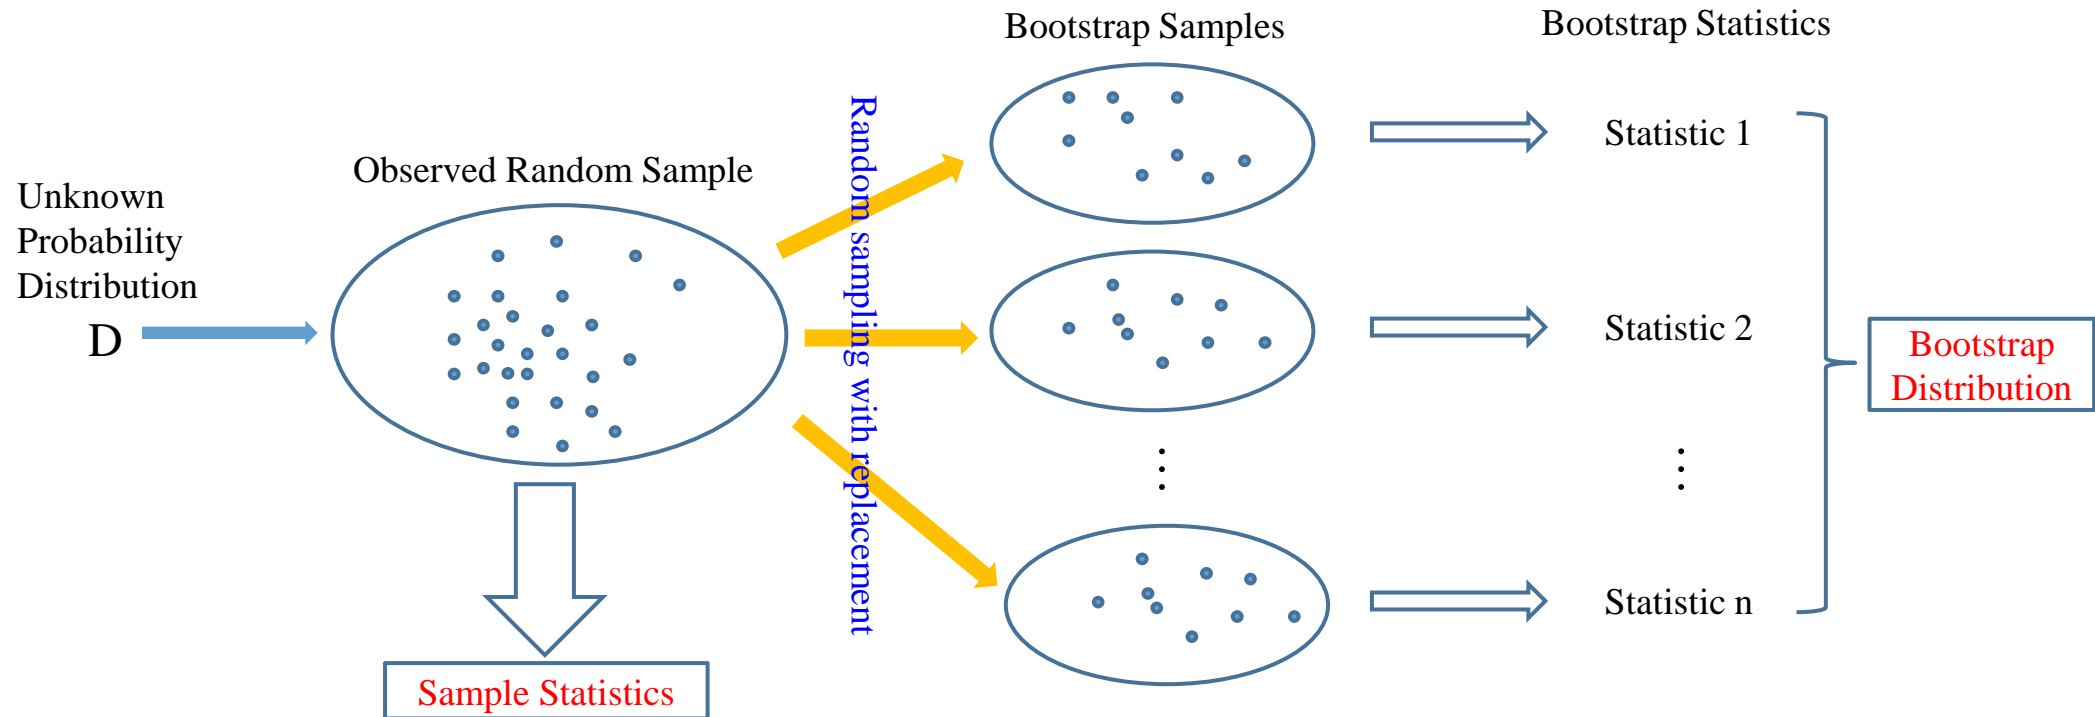 Unknown
Probability
Distribution
D
Observed Random Sample
Sample Statistics
Random sampling with replacement
Bootstrap Samples
Bootstrap Statistics
Statistic 1
Statistic 2
⋮
⋮
Statistic n
Bootstrap
Distribution